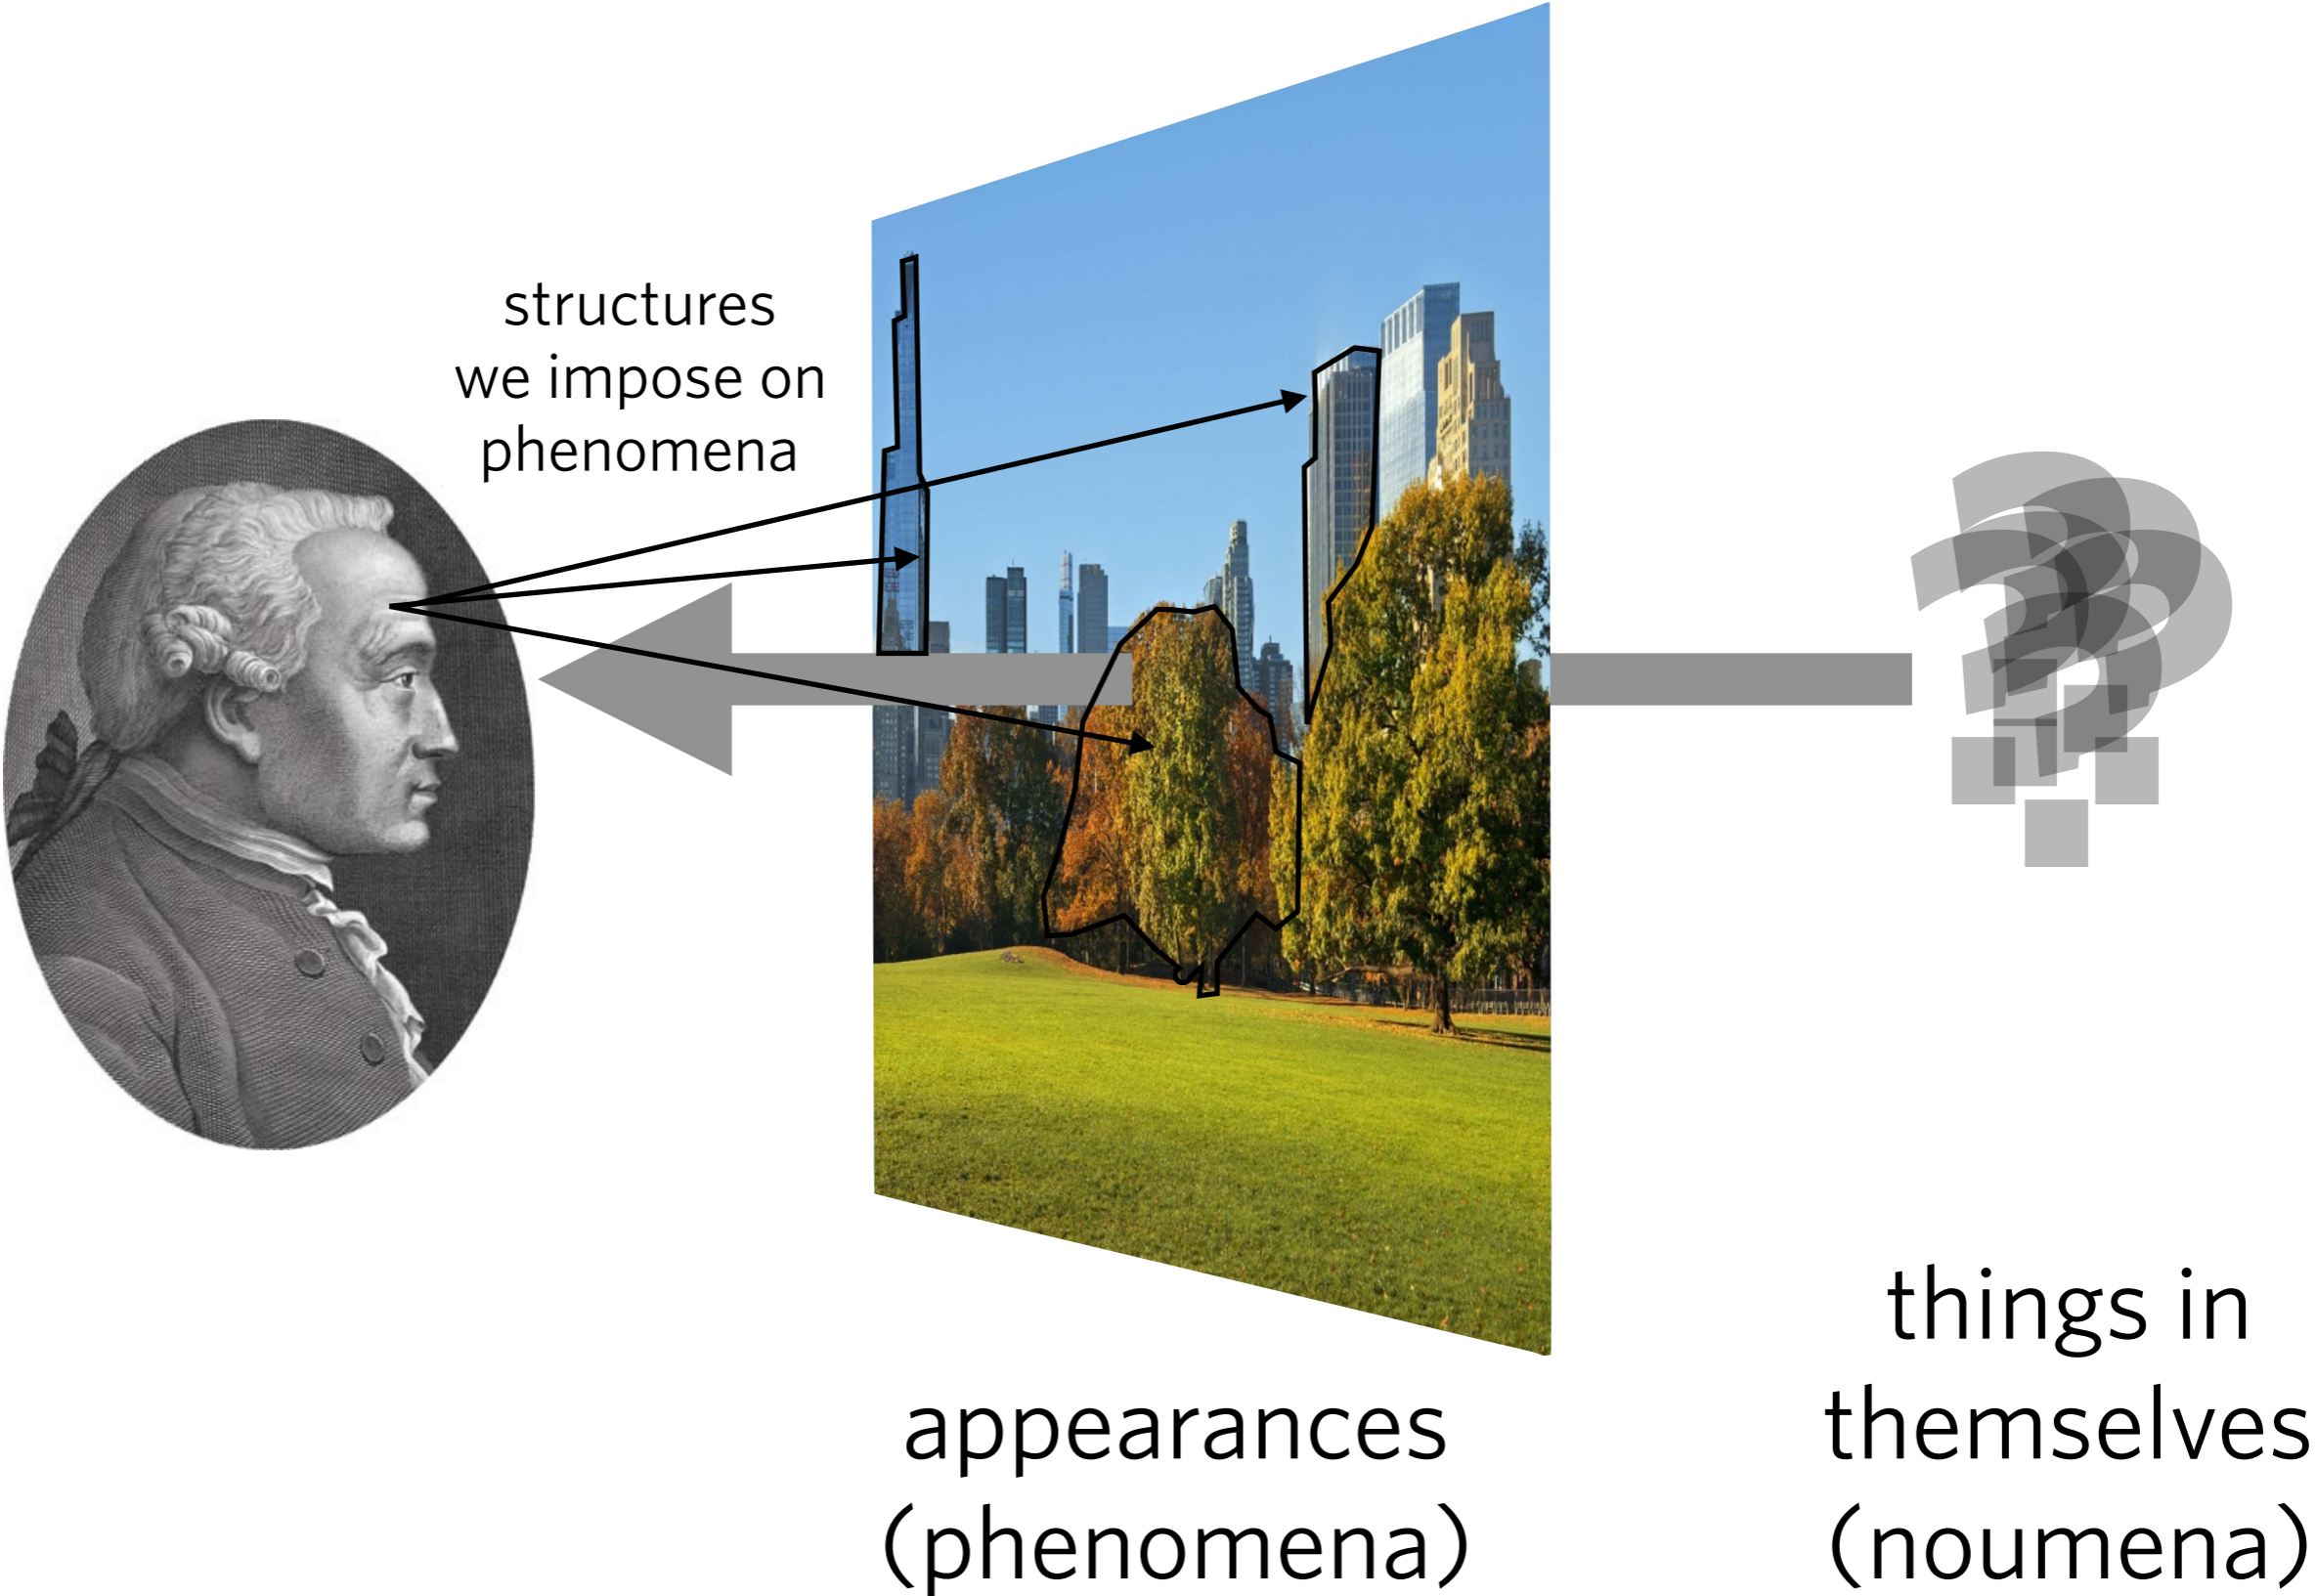 structures
we impose on
phenomena
appearances
(phenomena)
things in
themselves
(noumena)